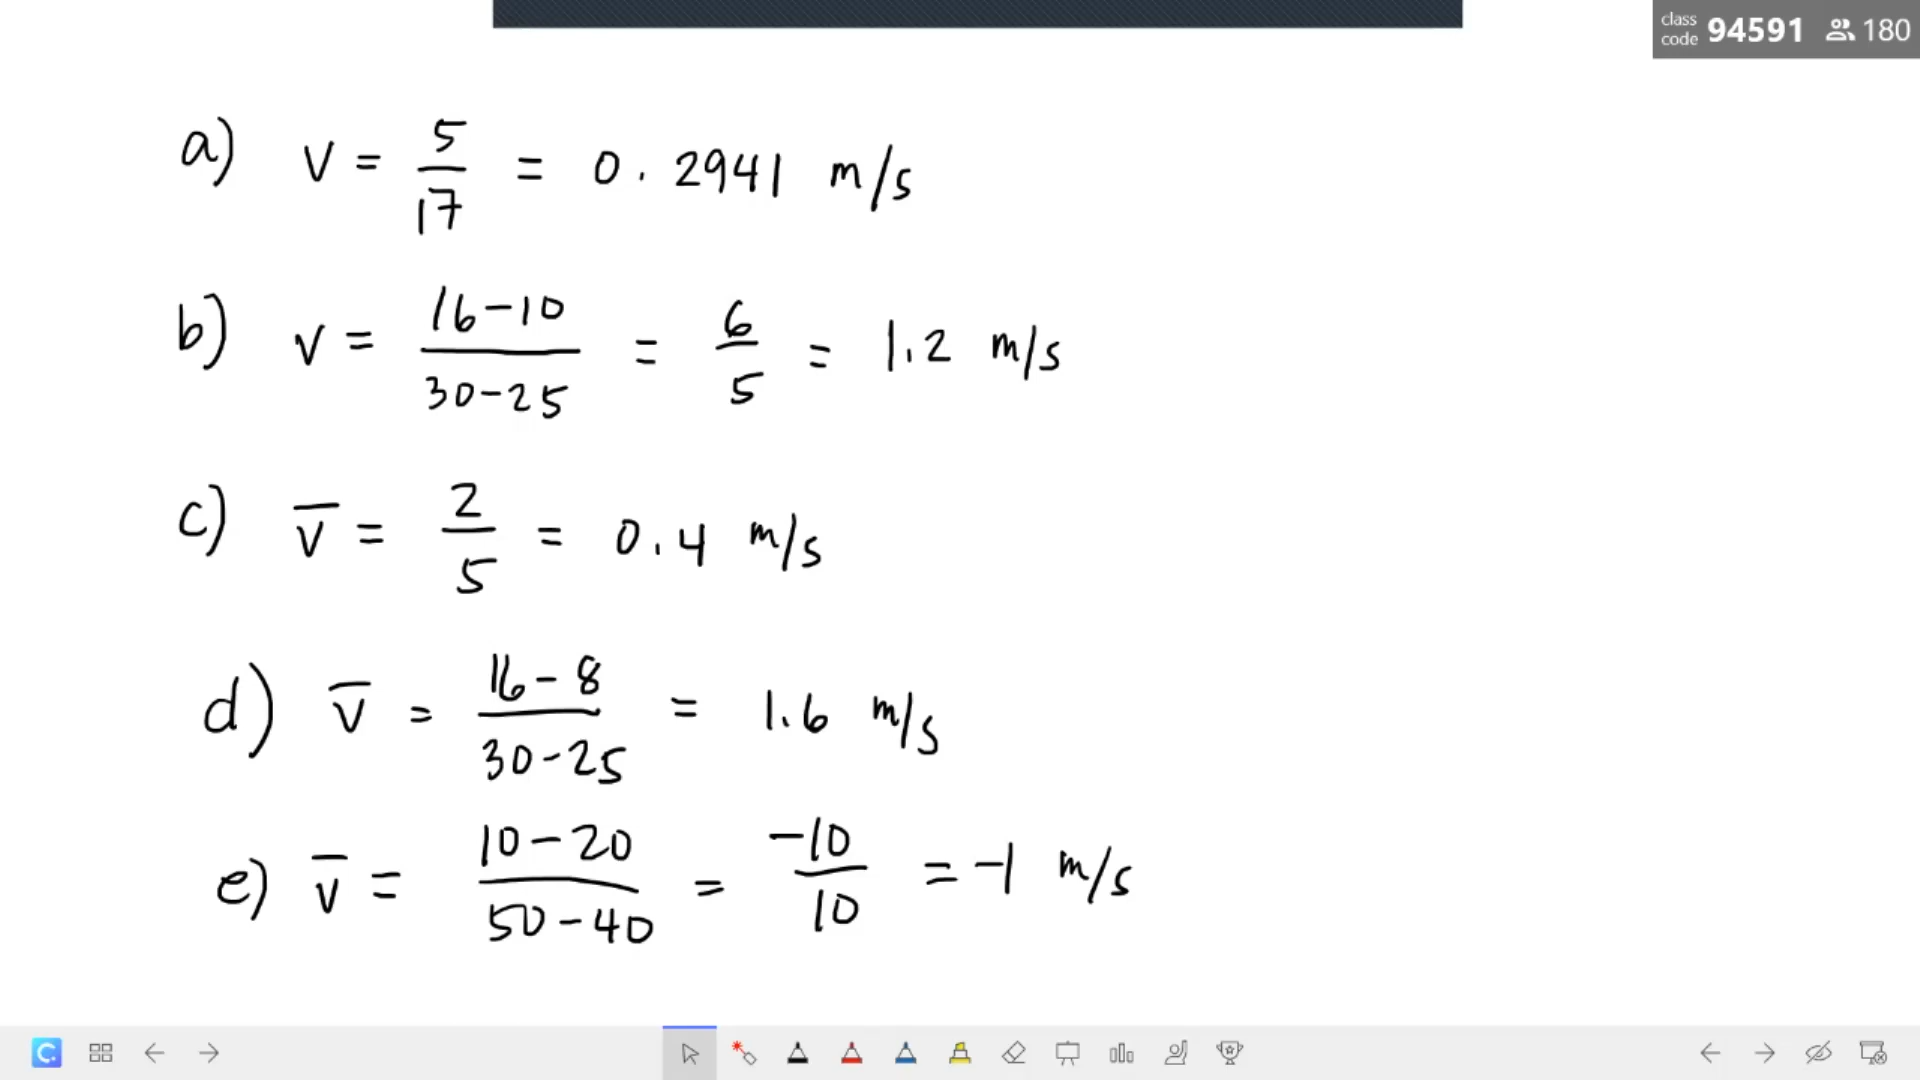 class code 94591 180
a) v = 5/17 = 0.2941 m/s
b) v = 16-10/30-25 = 6/5 = 1.2 m/s
c) v̄ = 2/5 = 0.4 m/s
d) v̄ = 16-8/30-25 = 1.6 m/s
e) v̄ = 10-20/50-40 = -10/10 = -1 m/s